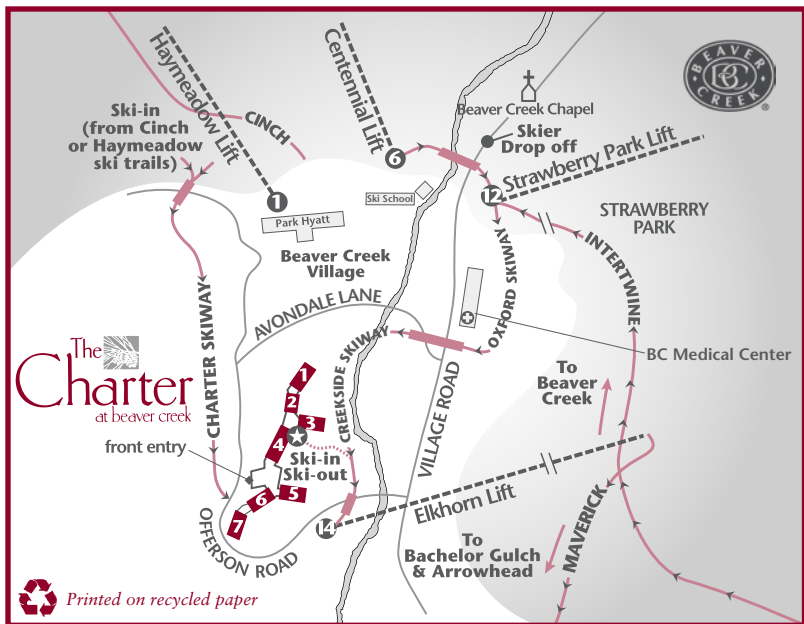 Haymeadow Lift
Centennial Lift
BEAVER
CREEK
BC
®
Beaver Creek Chapel
Ski-in
(from Cinch
or Haymeadow
ski trails)
CINCH
Skier
Drop off
6
Strawberry Park Lift
1
12
Ski School
Park Hyatt
STRAWBERRY
PARK
Beaver Creek
Village
INTERTWINE
OXFORD SKIWAY
AVONDALE LANE
CHARTER SKIWAY
CREEKSIDE SKIWAY
BC Medical Center
The
Charter
at beaver creek
VILLAGE ROAD
To
Beaver
Creek
1
2
3
4
front entry
Ski-in
Ski-out
5
6
7
14
Elkhorn Lift
OFFERSON ROAD
To
Bachelor Gulch
& Arrowhead
MAVERICK
Printed on recycled paper